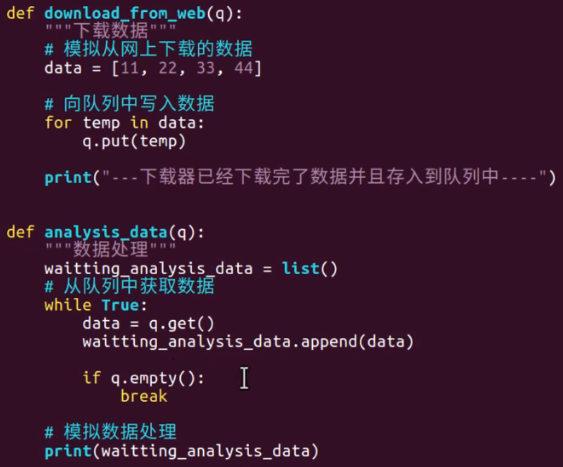 def download_from_web(q):
    """下载数据"""
    # 模拟从网上下载的数据
    data = [11, 22, 33, 44]

    # 向队列中写入数据
    for temp in data:
        q.put(temp)

    print("---下载器已经下载完了数据并且存入到队列中----")


def analysis_data(q):
    """数据处理"""
    waitting_analysis_data = list()
    # 从队列中获取数据
    while True:
        data = q.get()
        waitting_analysis_data.append(data)

        if q.empty():
            break

    # 模拟数据处理
    print(waitting_analysis_data)